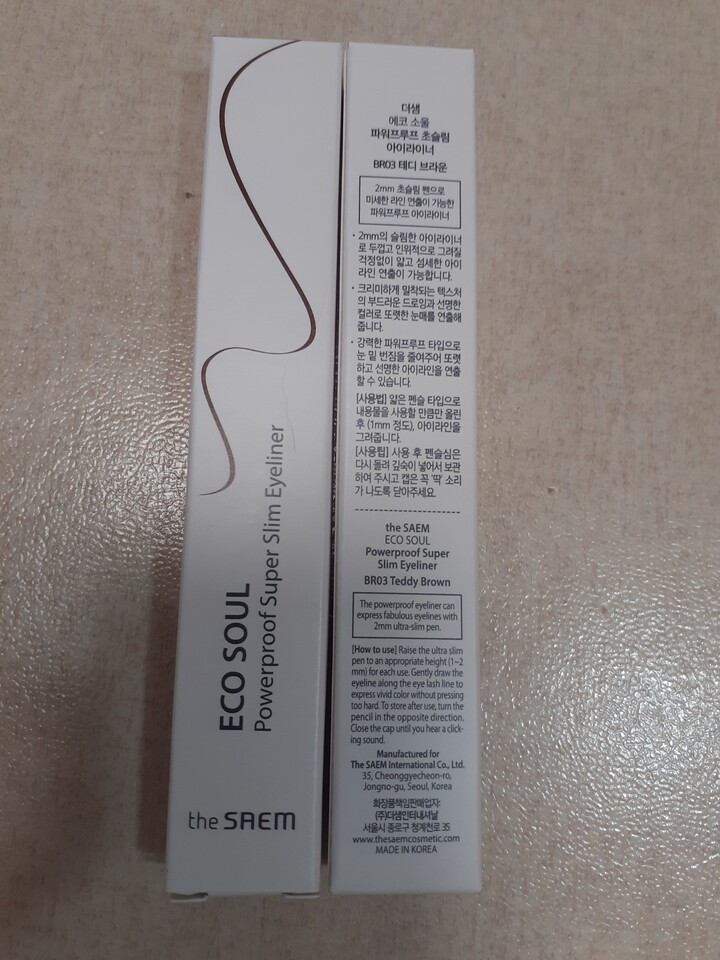 ECO SOUL
Powerproof Super Slim Eyeliner
the SAEM
더샘
에코 소울
파워프루프 초슬림
아이라이너
BR03 테디 브라운
2mm 초슬림 펜으로
미세한 라인 연출이 가능한
파워프루프 아이라이너
· 2mm의 슬림한 아이라이너
로 두껍고 인위적으로 그려질
걱정없이 얇고 섬세한 아이
라인 연출이 가능합니다.
· 크리미하게 밀착되는 텍스처
의 부드러운 드로잉과 선명한
컬러로 또렷한 눈매를 연출해
줍니다.
· 강력한 파워프루프 타입으로
눈 밑 번짐을 줄여주어 또렷
하고 선명한 아이라인을 연출
할 수 있습니다.
[사용법] 얇은 펜슬 타입으로
내용물을 사용할 만큼만 올린
후 (1mm 정도), 아이라인을
그려줍니다.
[사용팁] 사용 후 펜슬심은
다시 돌려 깊숙이 넣어서 보관
하여 주시고 캡은 꼭 '딱' 소리
가 나도록 닫아주세요.
the SAEM
ECO SOUL
Powerproof Super
Slim Eyeliner
BR03 Teddy Brown
The powerproof eyeliner can
express fabulous eyelines with
2mm ultra-slim pen.
[How to use] Raise the ultra slim
pen to an appropriate height (1~2
mm) for each use. Gently draw the
eyeline along the eye lash line to
express vivid color without pressing
too hard. To store after use, turn the
pencil in the opposite direction.
Close the cap until you hear a click-
ing sound.
Manufactured for
The SAEM International Co., Ltd.
35, Cheonggyecheon-ro,
Jongno-gu, Seoul, Korea
화장품책임판매업자:
(주)더샘인터내셔날
서울시 종로구 청계천로 35
www.thesaemcosmetic.com
MADE IN KOREA